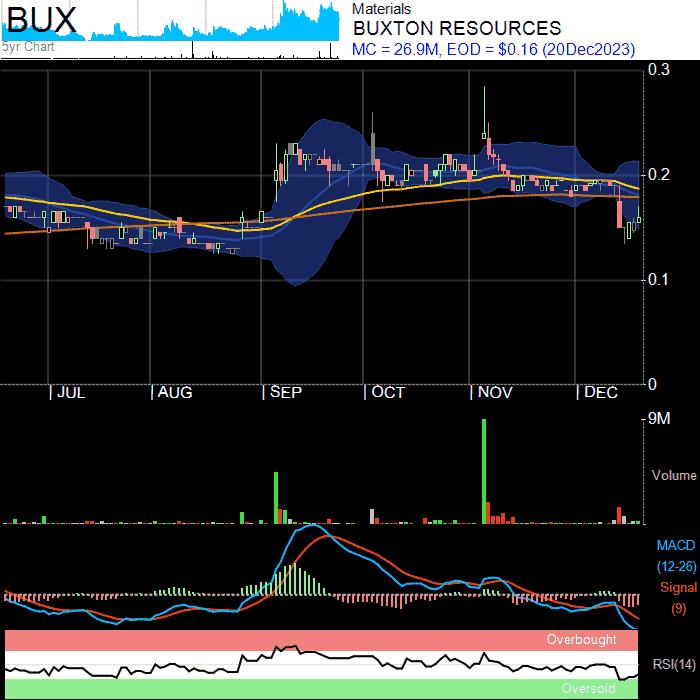 BUX
5yr Chart
Materials
BUXTON RESOURCES
MC = 26.9M, EOD = $0.16 (20Dec2023)
0.3
0.2
0.1
0
| JUL | AUG | SEP | OCT | NOV | DEC
9M
Volume
MACD
(12-26)
Signal
(9)
Overbought
RSI(14)
Oversold